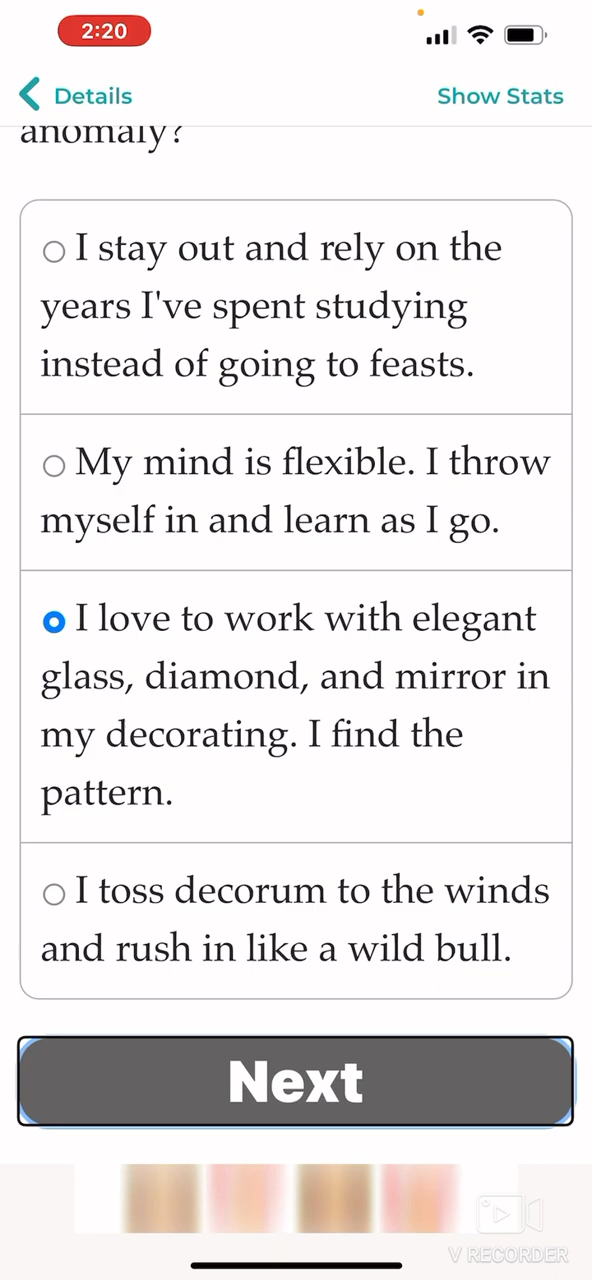 2:20
Details
Show Stats
anomaly?
I stay out and rely on the
years I've spent studying
instead of going to feasts.
My mind is flexible. I throw
myself in and learn as I go.
I love to work with elegant
glass, diamond, and mirror in
my decorating. I find the
pattern.
I toss decorum to the winds
and rush in like a wild bull.
Next
V RECORDER